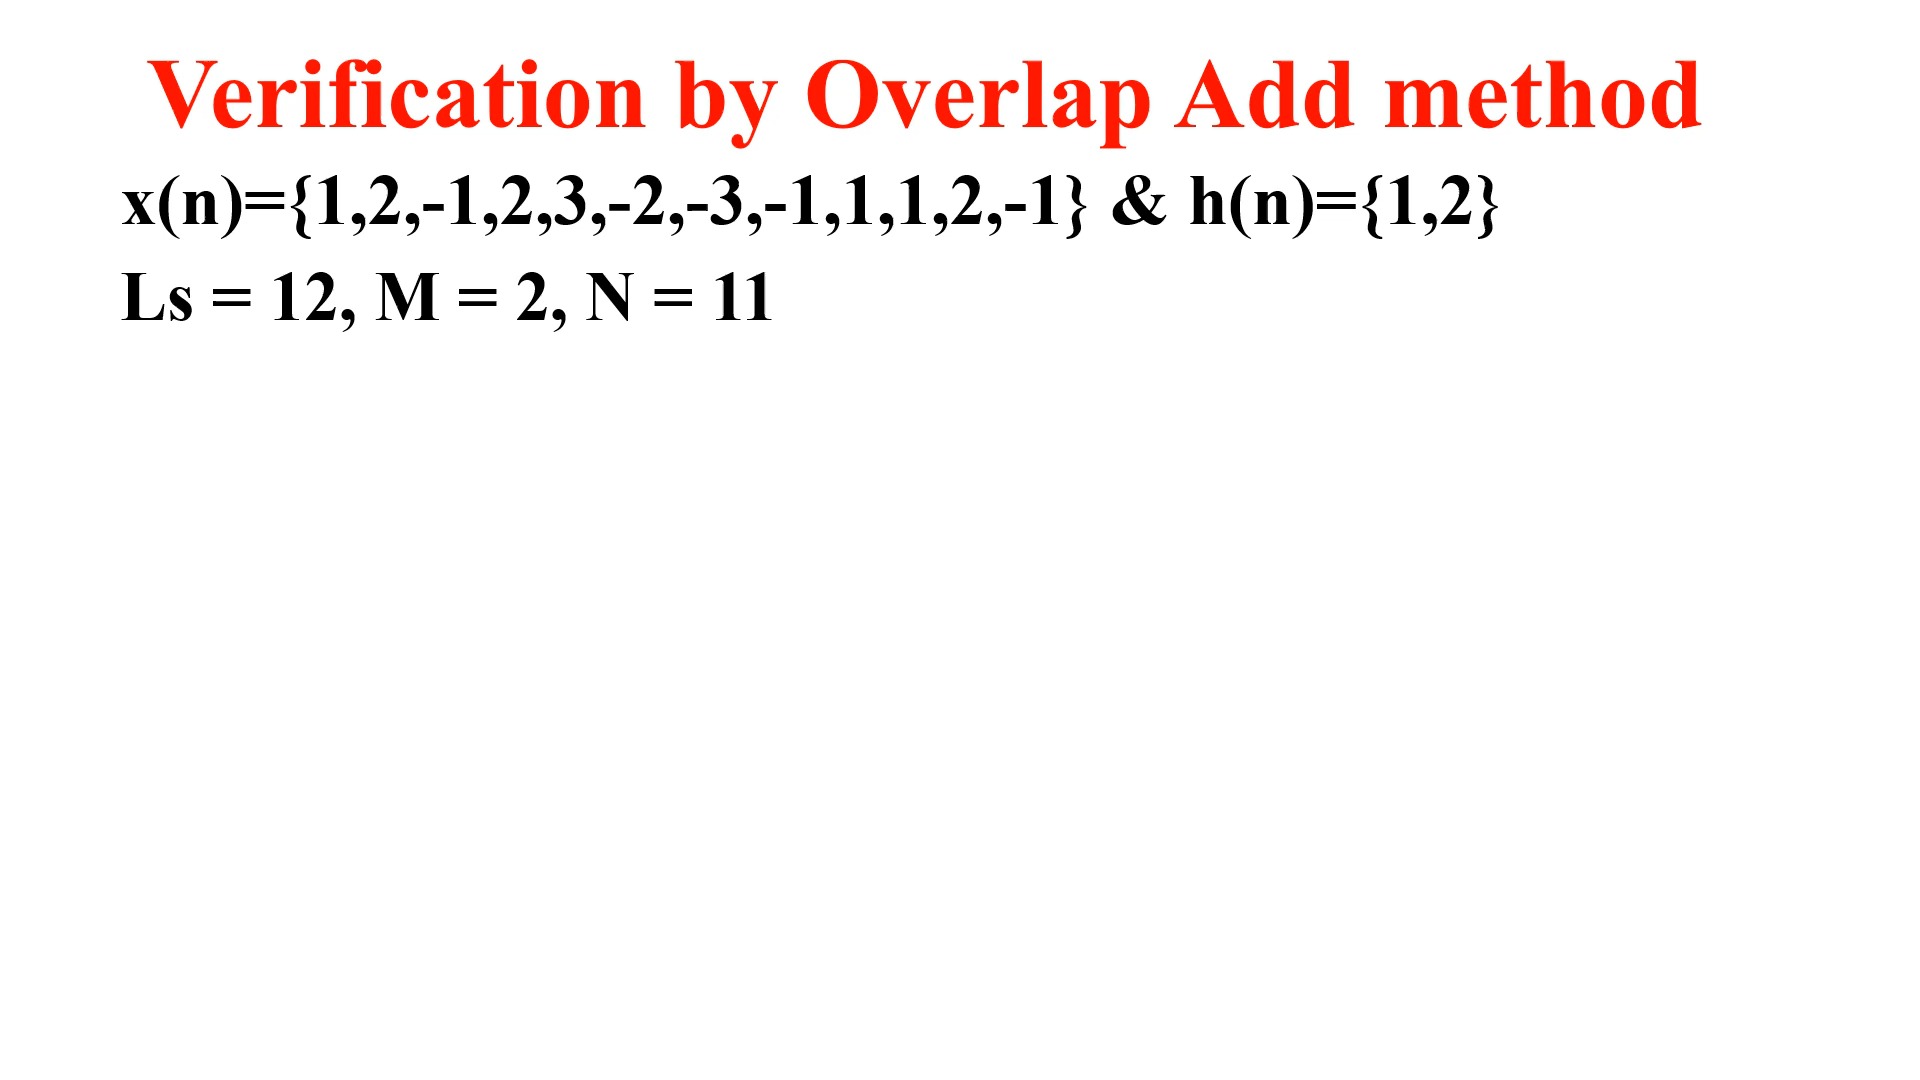 Verification by Overlap Add method
x(n)={1,2,-1,2,3,-2,-3,-1,1,1,2,-1} & h(n)={1,2}
Ls = 12, M = 2, N = 11